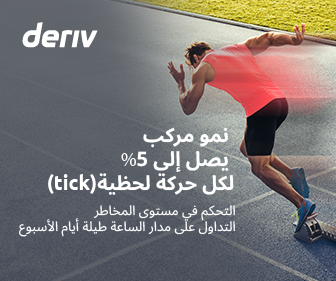 deriv
نمو مركب
يصل إلى 5%
لكل حركة لحظية(tick)
التحكم في مستوى المخاطر
التداول على مدار الساعة طيلة أيام الأسبوع